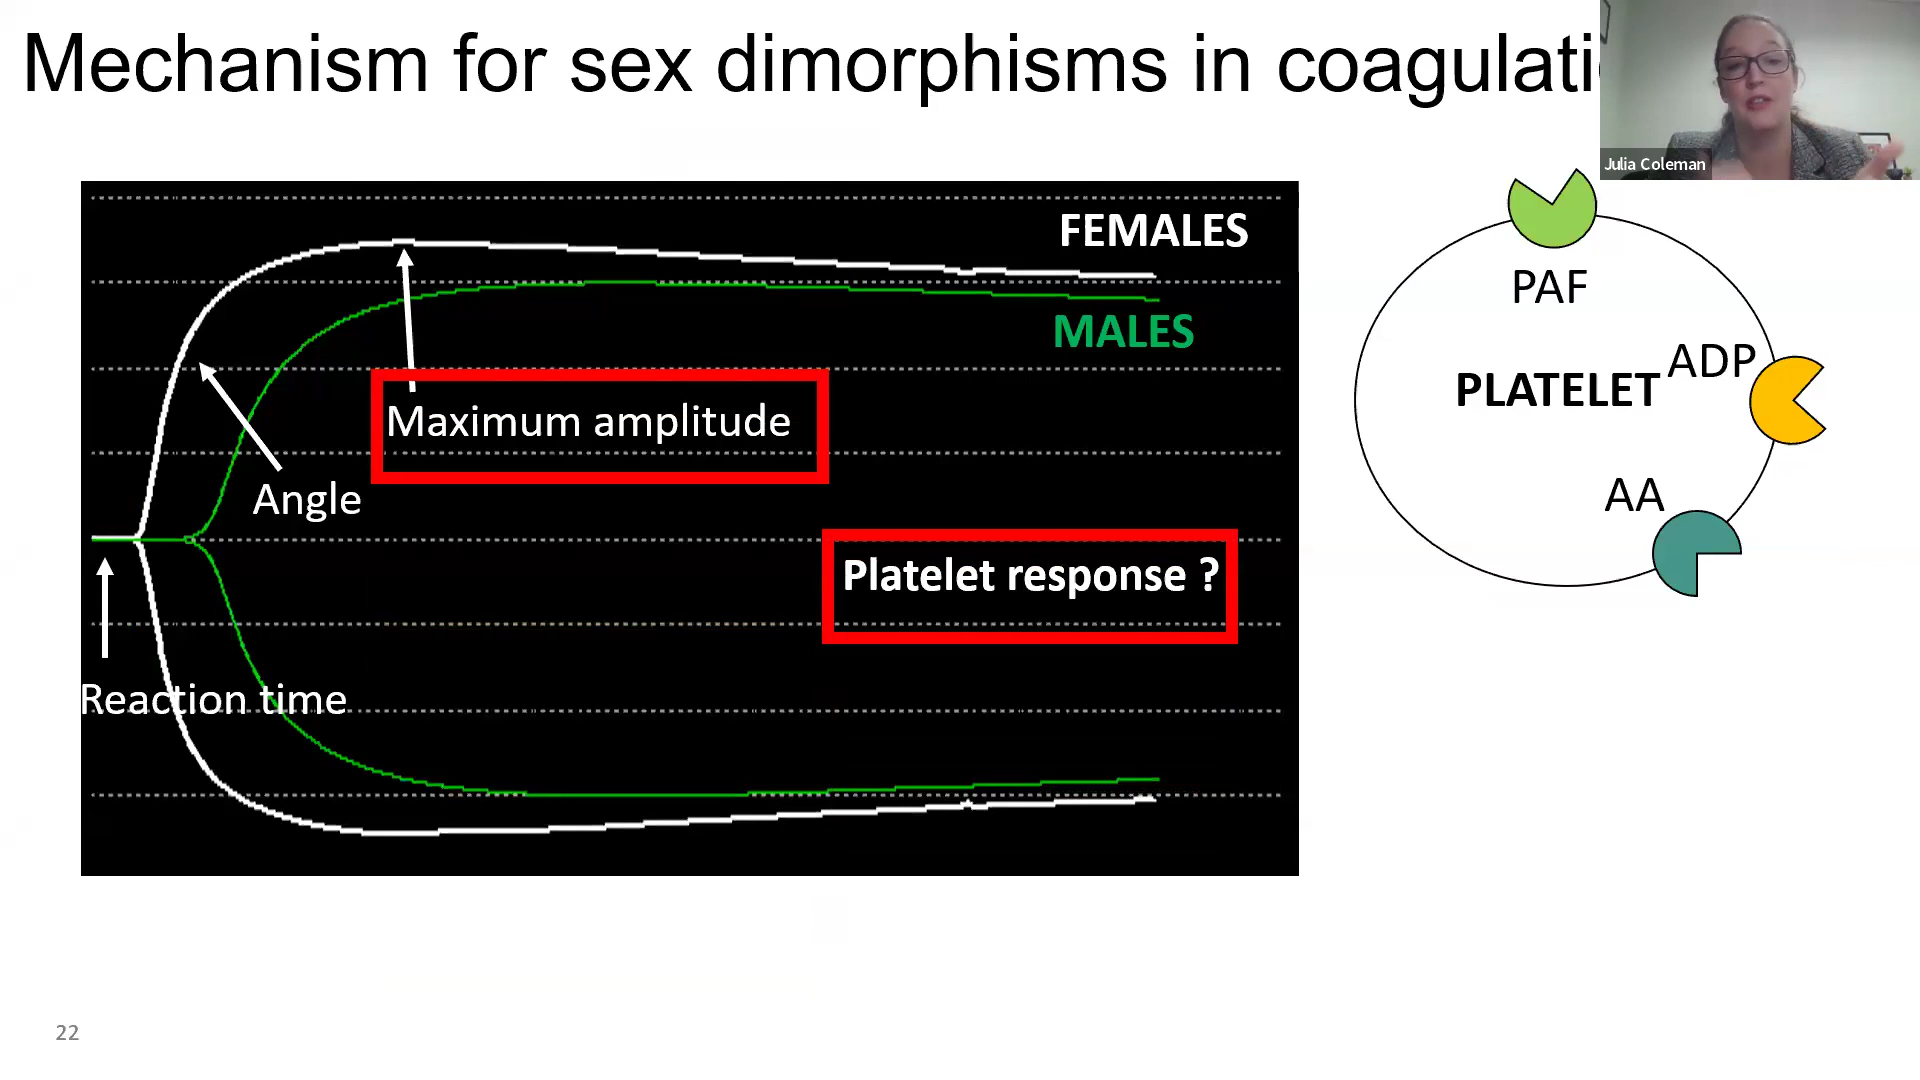 Mechanism for sex dimorphisms in coagulati
Julia Coleman
FEMALES
MALES
Maximum amplitude
Angle
Platelet response ?
Reaction time
PAF
ADP
PLATELET
AA
22